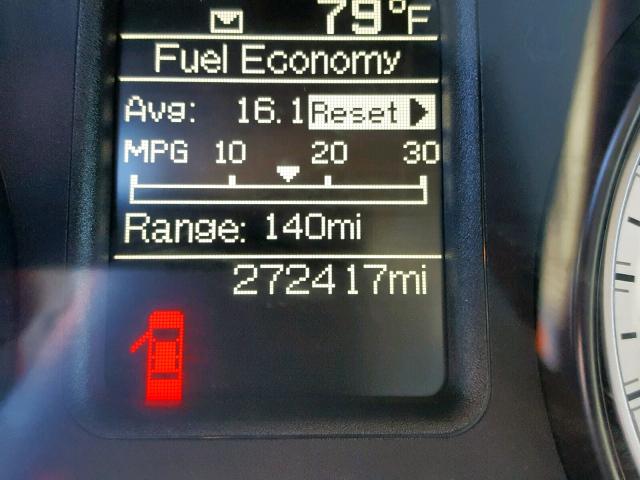 79°F
Fuel Economy
Avg: 16.1 Reset
MPG 10 20 30
Range: 140mi
272417mi